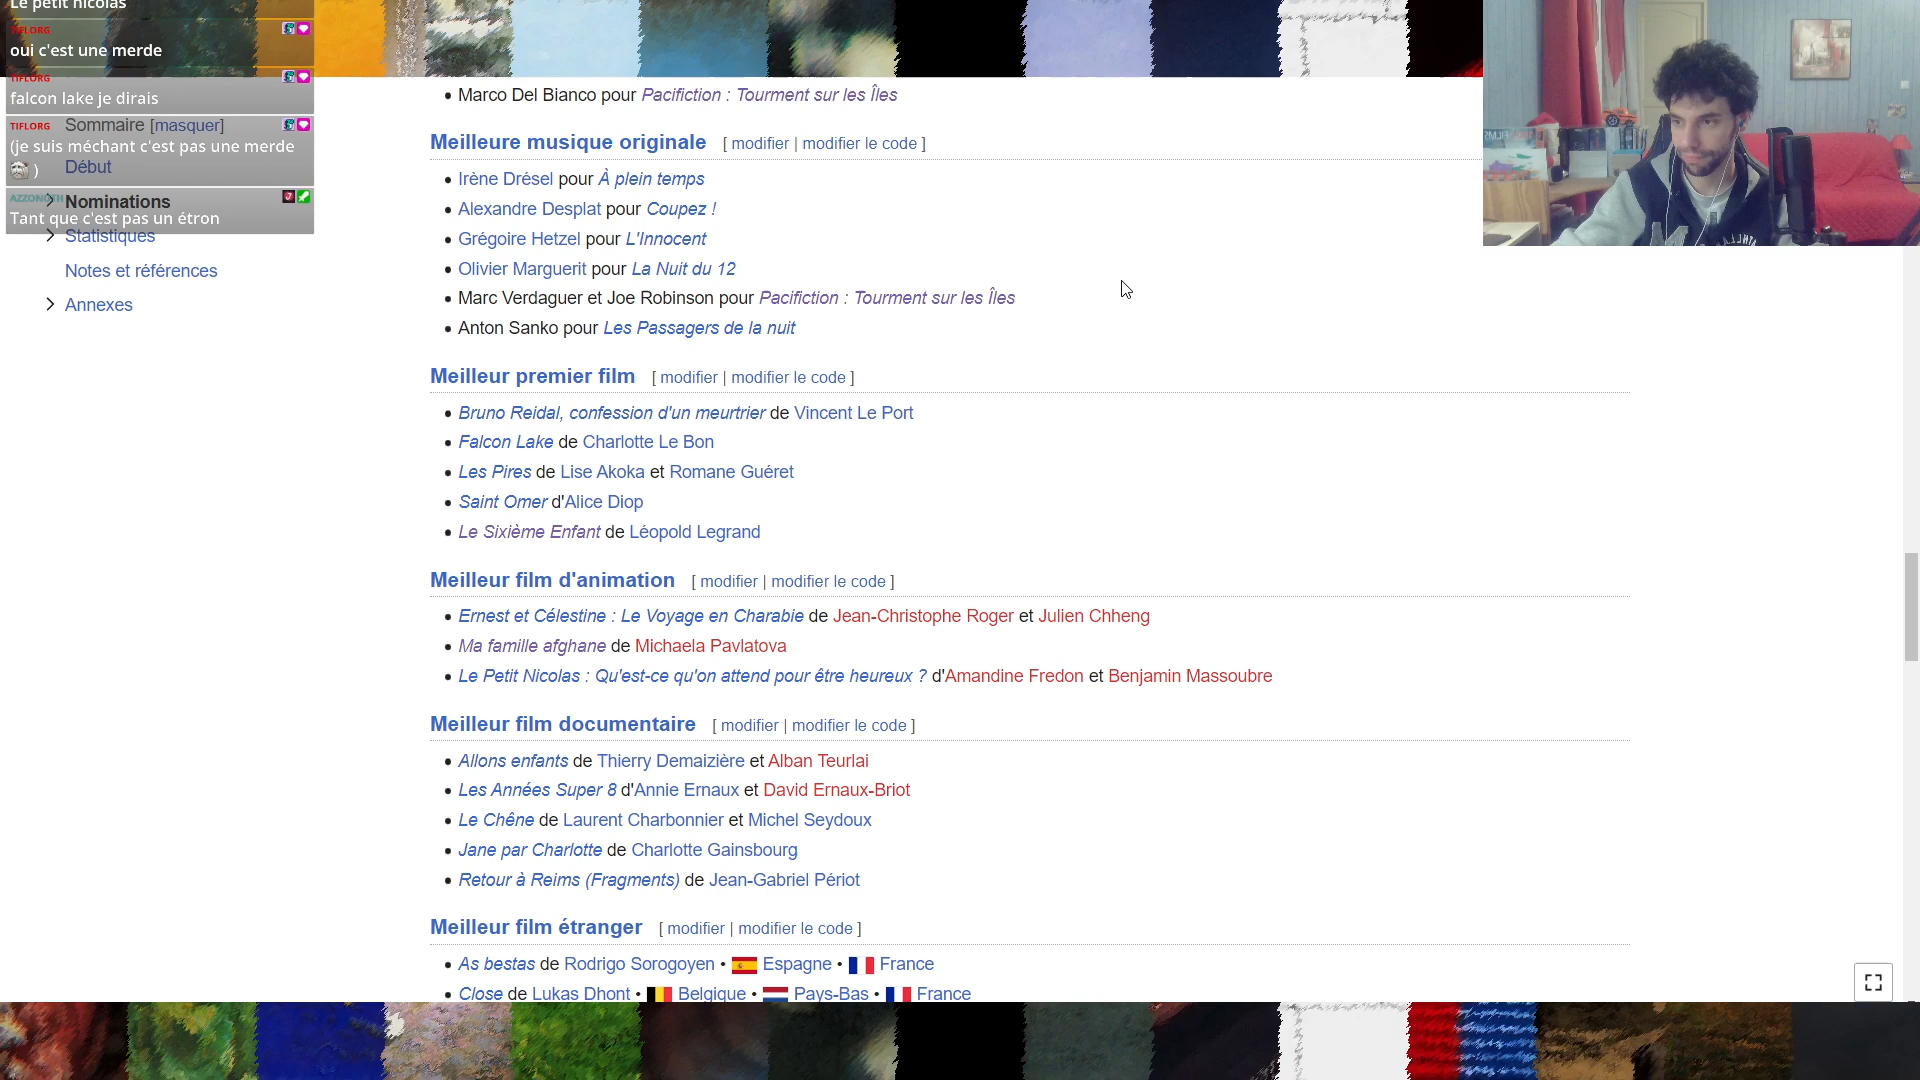 Le petit nicolas
TIFLORG
oui c'est une merde
TIFLORG
falcon lake je dirais
TIFLORG
(je suis méchant c'est pas une merde
)
AZZONOTH
Tant que c'est pas un étron
Sommaire [masquer]
Début
Nominations
Statistiques
Notes et références
Annexes
• Marco Del Bianco pour Pacifiction : Tourment sur les Îles
Meilleure musique originale [ modifier | modifier le code ]
• Irène Drésel pour À plein temps
• Alexandre Desplat pour Coupez !
• Grégoire Hetzel pour L'Innocent
• Olivier Marguerit pour La Nuit du 12
• Marc Verdaguer et Joe Robinson pour Pacifiction : Tourment sur les Îles
• Anton Sanko pour Les Passagers de la nuit
Meilleur premier film [ modifier | modifier le code ]
• Bruno Reidal, confession d'un meurtrier de Vincent Le Port
• Falcon Lake de Charlotte Le Bon
• Les Pires de Lise Akoka et Romane Guéret
• Saint Omer d'Alice Diop
• Le Sixième Enfant de Léopold Legrand
Meilleur film d'animation [ modifier | modifier le code ]
• Ernest et Célestine : Le Voyage en Charabie de Jean-Christophe Roger et Julien Chheng
• Ma famille afghane de Michaela Pavlatova
• Le Petit Nicolas : Qu'est-ce qu'on attend pour être heureux ? d'Amandine Fredon et Benjamin Massoubre
Meilleur film documentaire [ modifier | modifier le code ]
• Allons enfants de Thierry Demaizière et Alban Teurlai
• Les Années Super 8 d'Annie Ernaux et David Ernaux-Briot
• Le Chêne de Laurent Charbonnier et Michel Seydoux
• Jane par Charlotte de Charlotte Gainsbourg
• Retour à Reims (Fragments) de Jean-Gabriel Périot
Meilleur film étranger [ modifier | modifier le code ]
• As bestas de Rodrigo Sorogoyen • Espagne • France
• Close de Lukas Dhont • Belgique • Pays-Bas • France